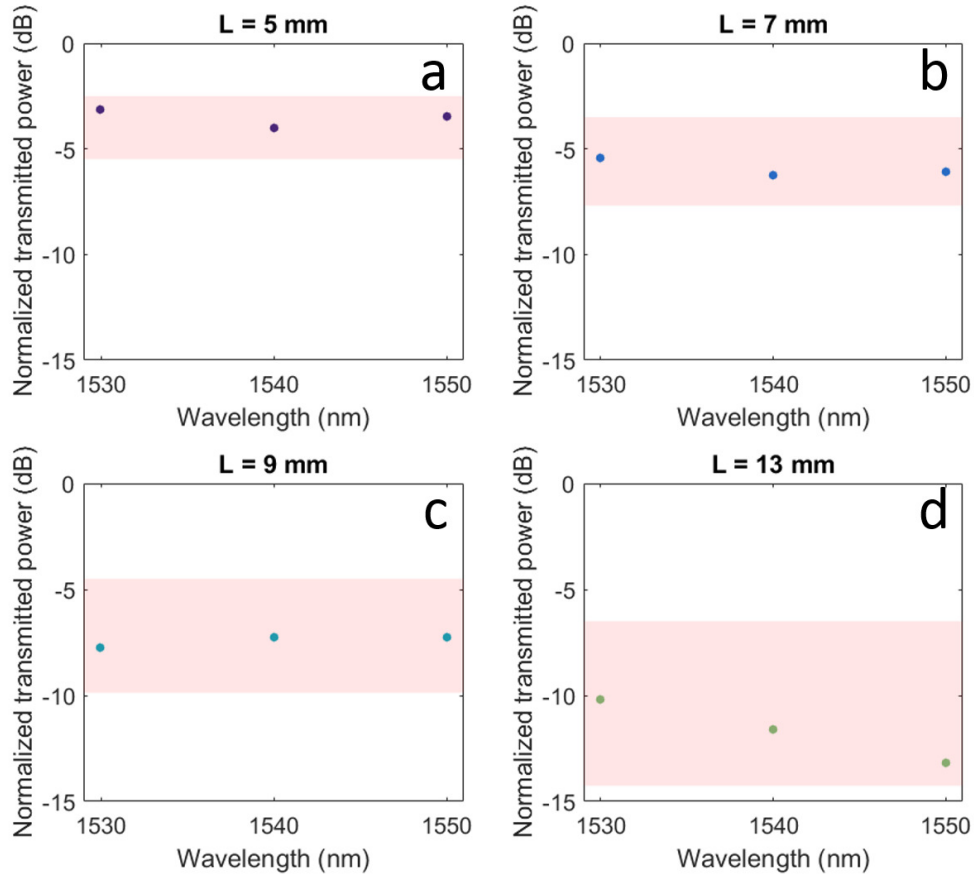 L = 5 mm
a
Normalized transmitted power (dB)
0
-5
-10
-15
1530 1540 1550
Wavelength (nm)
L = 7 mm
b
Normalized transmitted power (dB)
0
-5
-10
-15
1530 1540 1550
Wavelength (nm)
L = 9 mm
c
Normalized transmitted power (dB)
0
-5
-10
-15
1530 1540 1550
Wavelength (nm)
L = 13 mm
d
Normalized transmitted power (dB)
0
-5
-10
-15
1530 1540 1550
Wavelength (nm)